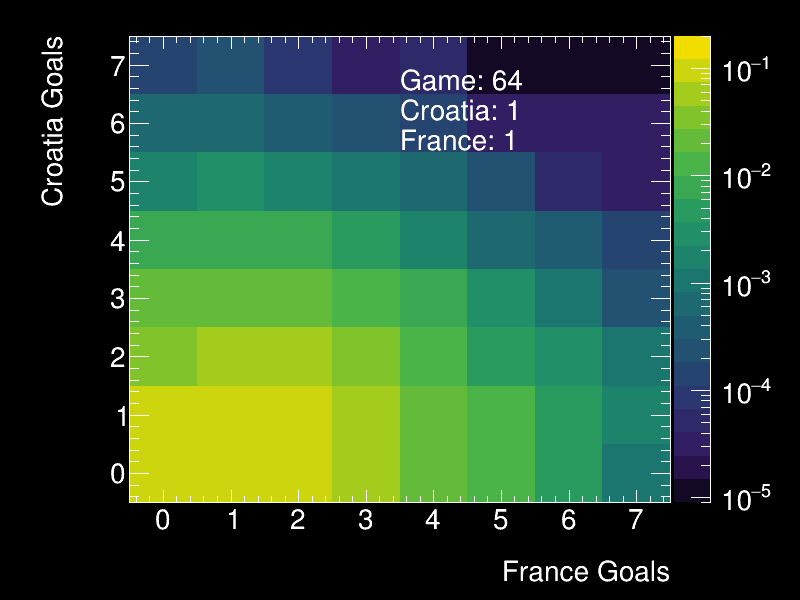 Croatia Goals
7
6
5
4
3
2
1
0
Game: 64
Croatia: 1
France: 1
10⁻¹
10⁻²
10⁻³
10⁻⁴
10⁻⁵
0 1 2 3 4 5 6 7
France Goals